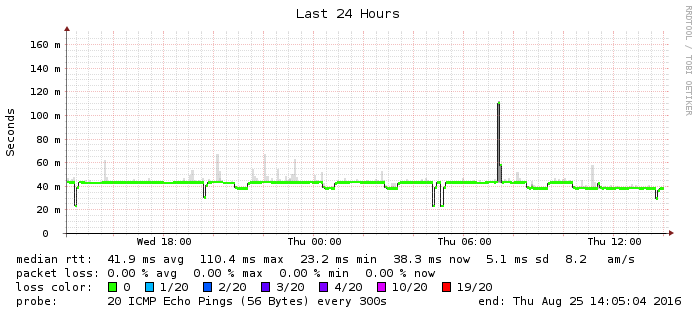 Last 24 Hours
RRDTOOL / TOBI OETIKER
Seconds
160 m
140 m
120 m
100 m
80 m
60 m
40 m
20 m
0
Wed 18:00 Thu 00:00 Thu 06:00 Thu 12:00
median rtt: 41.9 ms avg 110.4 ms max 23.2 ms min 38.3 ms now 5.1 ms sd 8.2 am/s
packet loss: 0.00 % avg 0.00 % max 0.00 % min 0.00 % now
loss color: 0 1/20 2/20 3/20 4/20 10/20 19/20
probe: 20 ICMP Echo Pings (56 Bytes) every 300s end: Thu Aug 25 14:05:04 2016